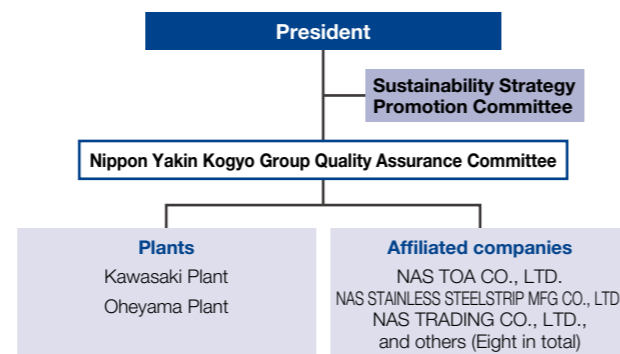 President
Sustainability Strategy
Promotion Committee
Nippon Yakin Kogyo Group Quality Assurance Committee
Plants
Kawasaki Plant
Oheyama Plant
Affiliated companies
NAS TOA CO., LTD.
NAS STAINLESS STEELSTRIP MFG CO., LTD
NAS TRADING CO., LTD.,
and others (Eight in total)